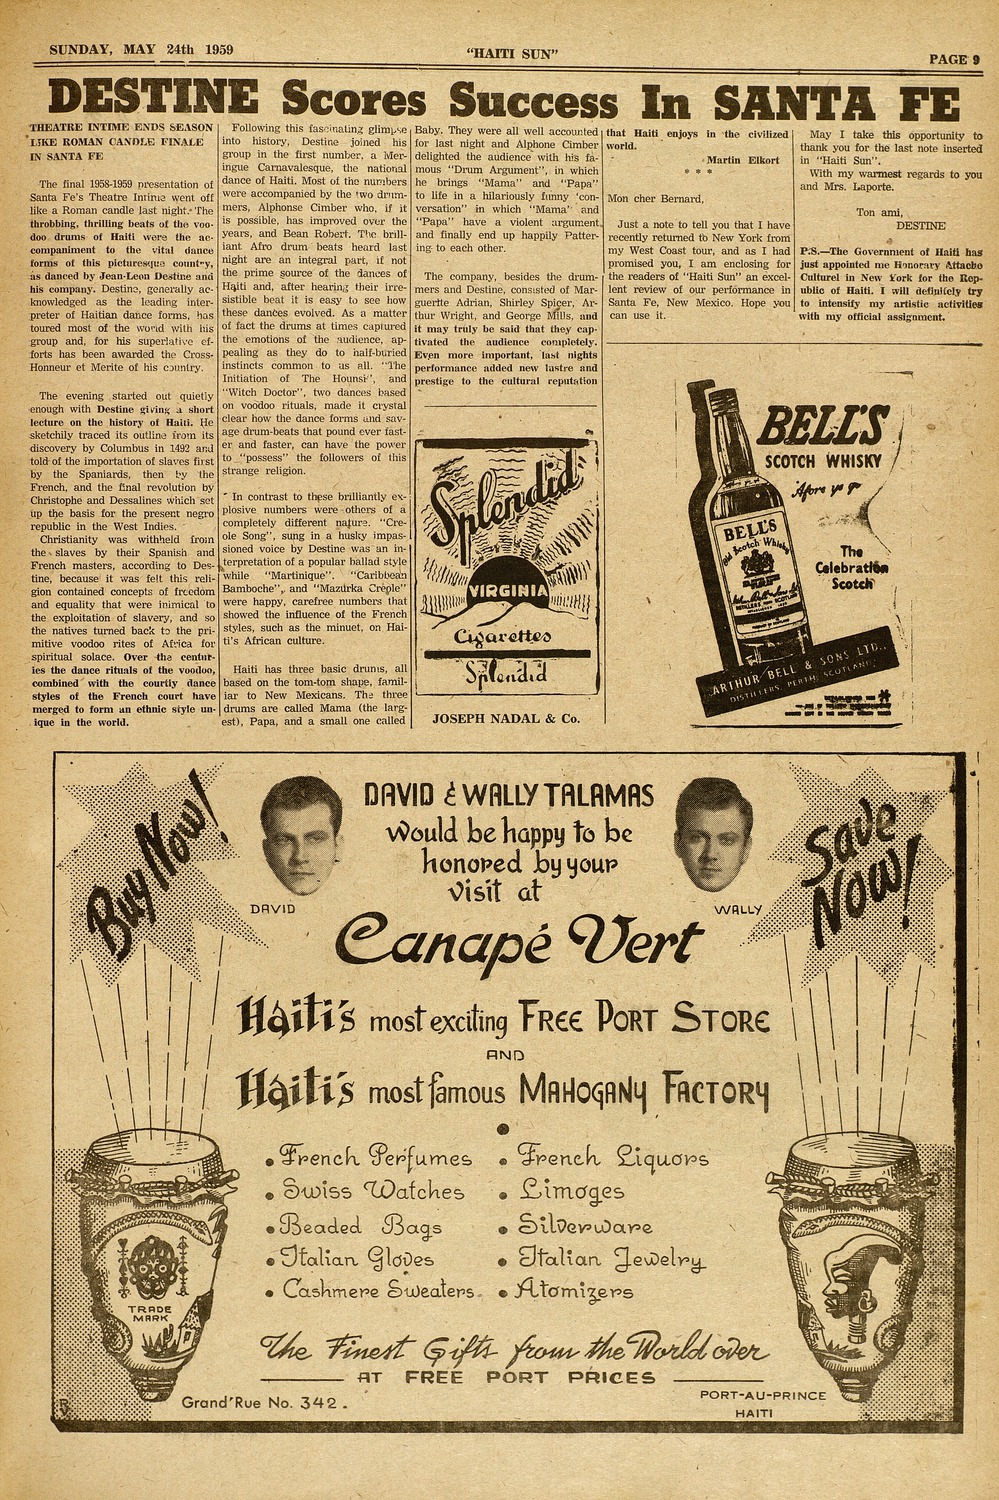 SUNDAY, MAY 24th 1959
"HAITI SUN"
PAGE 9
DESTINE Scores Success In SANTA FE
THEATRE INTIME ENDS SEASON
LIKE ROMAN CANDLE FINALE
IN SANTA FE
The final 1958-1959 presentation of
Santa Fe's Theatre Intime went off
like a Roman candle last night. The
throbbing, thrilling beats of the voo-
doo drums of Haiti were the ac-
companiment to the vital dance
forms of this picturesque country,
as danced by Jean-Leon Destine and
his company. Destine, generally ac-
knowledged as the leading inter-
preter of Haitian dance forms, has
toured most of the world with his
group and, for his superlative ef-
forts has been awarded the Cross-
Honneur et Merite of his country.
The evening started out quietly
enough with Destine giving a short
lecture on the history of Haiti. He
sketchily traced its outline from its
discovery by Columbus in 1492 and
told of the importation of slaves first
by the Spaniards, then by the
French, and the final revolution by
Christophe and Dessalines which set
up the basis for the present negro
republic in the West Indies.
Christianity was withheld from
the slaves by their Spanish and
French masters, according to Des-
tine, because it was felt this reli-
gion contained concepts of freedom
and equality that were inimical to
the exploitation of slavery, and so
the natives turned back to the pri-
mitive voodoo rites of Africa for
spiritual solace. Over the centur-
ies the dance rituals of the voodoo,
combined with the courtly dance
styles of the French court have
merged to form an ethnic style un-
ique in the world.
Following this fascinating glimpse
into history, Destine joined his
group in the first number, a Mer-
ingue Carnavalesque, the national
dance of Haiti. Most of the numbers
were accompanied by the two drum-
mers, Alphonse Cimber who, if it
is possible, has improved over the
years, and Bean Robert. The brill-
iant Afro drum beats heard last
night are an integral part, if not
the prime source of the dances of
Haiti and, after hearing their irre-
sistible beat it is easy to see how
these dances evolved. As a matter
of fact the drums at times captured
the emotions of the audience, ap-
pealing as they do to half-buried
instincts common to us all. "The
Initiation of The Hounsi", and
"Witch Doctor", two dances based
on voodoo rituals, made it crystal
clear how the dance forms and sav-
age drum-beats that pound ever fast-
er and faster, can have the power
to "possess" the followers of this
strange religion.
In contrast to these brilliantly ex-
plosive numbers were others of a
completely different nature. "Cre-
ole Song", sung in a husky impas-
sioned voice by Destine was an in-
terpretation of a popular ballad style
while "Martinique". "Caribbean
Bamboche", and "Mazurka Creple"
were happy, carefree numbers that
showed the influence of the French
styles, such as the minuet, on Hai-
ti's African culture.
Haiti has three basic drums, all
based on the tom-tom shape, famil-
iar to New Mexicans. The three
drums are called Mama (the larg-
est), Papa, and a small one called
Baby. They were all well accounted
for last night and Alphone Cimber
delighted the audience with his fa-
mous "Drum Argument", in which
he brings "Mama" and "Papa"
to life in a hilariously funny 'con-
versation" in which "Mama" and
"Papa" have a violent argument
and finally end up happily Patter-
ing to each other.
The company, besides the drum-
mers and Destine, consisted of Mar-
guertte Adrian, Shirley Spicer, Ar-
thur Wright, and George Mills, and
it may truly be said that they cap-
tivated the audience completely.
Even more important, last nights
performance added new lustre and
prestige to the cultural reputation
that Haiti enjoys in the civilized
world.
Martin Elkort
* * *
Mon cher Bernard,
Just a note to tell you that I have
recently returned to New York from
my West Coast tour, and as I had
promised you, I am enclosing for
the readers of "Haiti Sun" an excel-
lent review of our performance in
Santa Fe, New Mexico. Hope you
can use it.
May I take this opportunity to
thank you for the last note inserted
in "Haiti Sun".
With my warmest regards to you
and Mrs. Laporte.
Ton ami,
DESTINE
P.S.—The Government of Haiti has
just appointed me Honorary Attache
Culturel in New York for the Rep-
ublic of Haiti. I will definitely try
to intensify my artistic activities
with my official assignment.
Splendid
VIRGINIA
Cigarettes
Splendid
JOSEPH NADAL & Co.
BELL'S
SCOTCH WHISKY
Afore ye g
The
Celebration
Scotch
BELL'S
Old Scotch Whisky
ARTHUR BELL & SONS LTD.,
DISTILLERS, PERTH, SCOTLAND
Buy Now!
DAVID & WALLY TALAMAS
would be happy to be
honored by your
visit at
DAVID
WALLY
Save
Now!
Canapé Vert
Haiti's most exciting FREE PORT STORE
AND
Haiti's most famous MAHOGANY FACTORY
• French Perfumes
• Swiss Watches
• Beaded Bags
• Italian Gloves
• Cashmere Sweaters
• French Liquors
• Limoges
• Silverware
• Italian Jewelry
• Atomizers
TRADE
MARK
The Finest Gifts from the World over
AT FREE PORT PRICES
Grand'Rue No. 342.
PORT-AU-PRINCE
HAITI